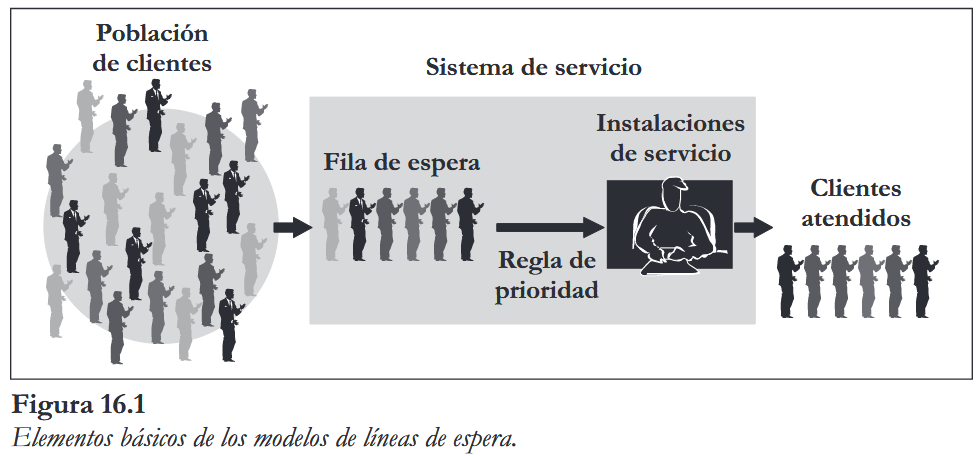 Población
de clientes
Sistema de servicio
Fila de espera
Regla de
prioridad
Instalaciones
de servicio
Clientes
atendidos
Figura 16.1
Elementos básicos de los modelos de líneas de espera.